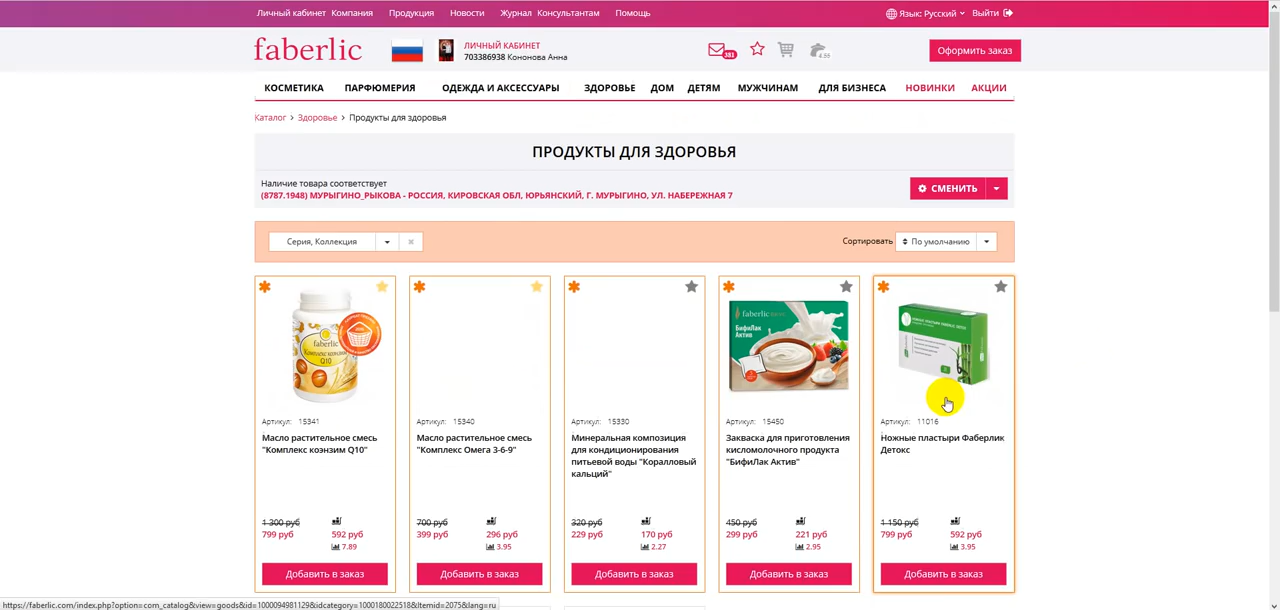 Личный кабинет Компания Продукция Новости Журнал Консультантам Помощь Язык: Русский Выйти
faberlic
ЛИЧНЫЙ КАБИНЕТ
703386938 Кононова Анна
Оформить заказ
КОСМЕТИКА ПАРФЮМЕРИЯ ОДЕЖДА И АКСЕССУАРЫ ЗДОРОВЬЕ ДОМ ДЕТЯМ МУЖЧИНАМ ДЛЯ БИЗНЕСА НОВИНКИ АКЦИИ
Каталог > Здоровье > Продукты для здоровья
ПРОДУКТЫ ДЛЯ ЗДОРОВЬЯ
Наличие товара соответствует
(8787.1948) МУРЫГИНО_РЫКОВА - РОССИЯ, КИРОВСКАЯ ОБЛ, ЮРЬЯНСКИЙ, Г. МУРЫГИНО, УЛ. НАБЕРЕЖНАЯ 7
СМЕНИТЬ
Серия, Коллекция
Сортировать По умолчанию
faberlic
Комплекс коэнзим
Q10
Артикул: 15341
Масло растительное смесь
"Комплекс коэнзим Q10"
1 300 руб
799 руб 592 руб
7.89
Добавить в заказ
Артикул: 15340
Масло растительное смесь
"Комплекс Омега 3-6-9"
700 руб
399 руб 296 руб
3.95
Добавить в заказ
Артикул: 15330
Минеральная композиция
для кондиционирования
питьевой воды "Коралловый
кальций"
320 руб
229 руб 170 руб
2.27
Добавить в заказ
faberlic
БифиЛак
Актив
Артикул: 15450
Закваска для приготовления
кисломолочного продукта
"БифиЛак Актив"
450 руб
299 руб 221 руб
2.95
Добавить в заказ
Артикул: 11016
Ножные пластыри Фаберлик
Детокс
1 150 руб
799 руб 592 руб
3.95
Добавить в заказ
https://faberlic.com/index.php?option=com_catalog&view=goods&id=1000094981129&idcategory=1000180022518&Itemid=2075&lang=ru